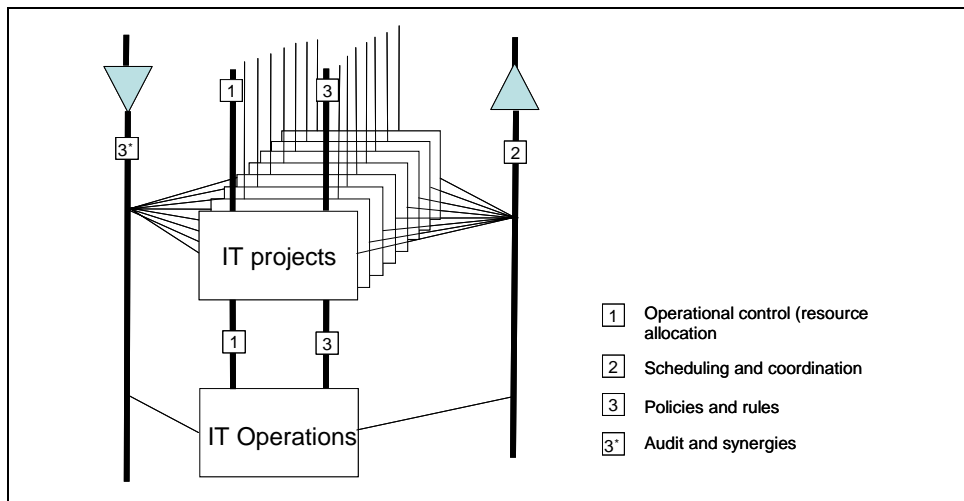 1 3
3* 2
IT projects
1 3
IT Operations
1 Operational control (resource
allocation
2 Scheduling and coordination
3 Policies and rules
3* Audit and synergies